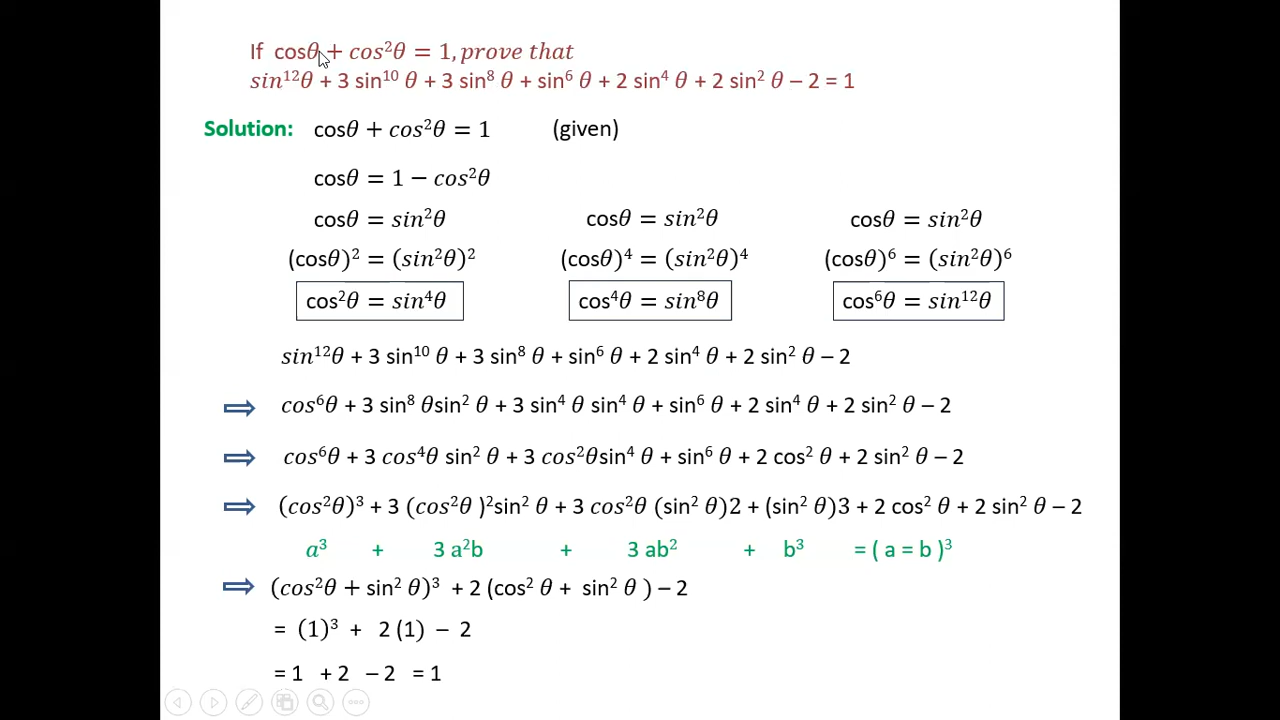 If cosθ + cos²θ = 1, prove that
sin¹²θ + 3 sin¹⁰ θ + 3 sin⁸ θ + sin⁶ θ + 2 sin⁴ θ + 2 sin² θ − 2 = 1
Solution: cosθ + cos²θ = 1 (given)
cosθ = 1 − cos²θ
cosθ = sin²θ cosθ = sin²θ cosθ = sin²θ
(cosθ)² = (sin²θ)² (cosθ)⁴ = (sin²θ)⁴ (cosθ)⁶ = (sin²θ)⁶
cos²θ = sin⁴θ cos⁴θ = sin⁸θ cos⁶θ = sin¹²θ
sin¹²θ + 3 sin¹⁰ θ + 3 sin⁸ θ + sin⁶ θ + 2 sin⁴ θ + 2 sin² θ − 2
⇒ cos⁶θ + 3 sin⁸ θsin² θ + 3 sin⁴ θ sin⁴ θ + sin⁶ θ + 2 sin⁴ θ + 2 sin² θ − 2
⇒ cos⁶θ + 3 cos⁴θ sin² θ + 3 cos²θsin⁴ θ + sin⁶ θ + 2 cos² θ + 2 sin² θ − 2
⇒ (cos²θ)³ + 3 (cos²θ )²sin² θ + 3 cos²θ (sin² θ)2 + (sin² θ)3 + 2 cos² θ + 2 sin² θ − 2
a³ + 3 a²b + 3 ab² + b³ = ( a = b )³
⇒ (cos²θ + sin² θ)³ + 2 (cos² θ + sin² θ ) − 2
= (1)³ + 2 (1) − 2
= 1 + 2 − 2 = 1